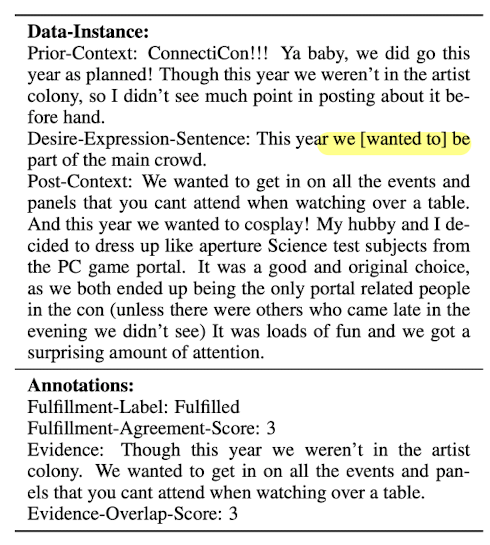 Data-Instance:
Prior-Context: ConnectiCon!!! Ya baby, we did go this
year as planned! Though this year we weren't in the artist
colony, so I didn't see much point in posting about it be-
fore hand.
Desire-Expression-Sentence: This year we [wanted to] be
part of the main crowd.
Post-Context: We wanted to get in on all the events and
panels that you cant attend when watching over a table.
And this year we wanted to cosplay! My hubby and I de-
cided to dress up like aperture Science test subjects from
the PC game portal. It was a good and original choice,
as we both ended up being the only portal related people
in the con (unless there were others who came late in the
evening we didn't see) It was loads of fun and we got a
surprising amount of attention.
Annotations:
Fulfillment-Label: Fulfilled
Fulfillment-Agreement-Score: 3
Evidence: Though this year we weren't in the artist
colony. We wanted to get in on all the events and pan-
els that you cant attend when watching over a table.
Evidence-Overlap-Score: 3